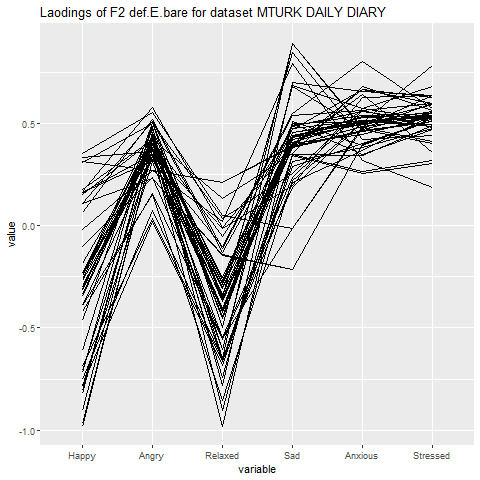 Laodings of F2 def.E.bare for dataset MTURK DAILY DIARY
value
0.5
0.0
-0.5
-1.0
Happy Angry Relaxed Sad Anxious Stressed
variable